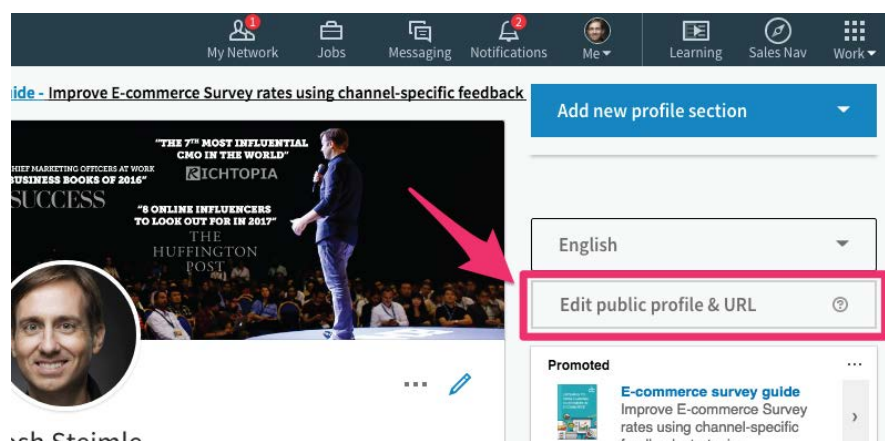 1
2
My Network
Jobs
Messaging
Notifications
Me
Learning
Sales Nav
Work
ide - Improve E-commerce Survey rates using channel-specific feedback
Add new profile section
"THE 7TH MOST INFLUENTIAL
CMO IN THE WORLD"
RICHTOPIA
HIEF MARKETING OFFICERS AT WORK
BUSINESS BOOKS OF 2016"
SUCCESS
"8 ONLINE INFLUENCERS
TO LOOK OUT FOR IN 2017"
THE
HUFFINGTON
POST
English
Edit public profile & URL
?
Promoted
...
E-commerce survey guide
Improve E-commerce Survey
rates using channel-specific
Steimle